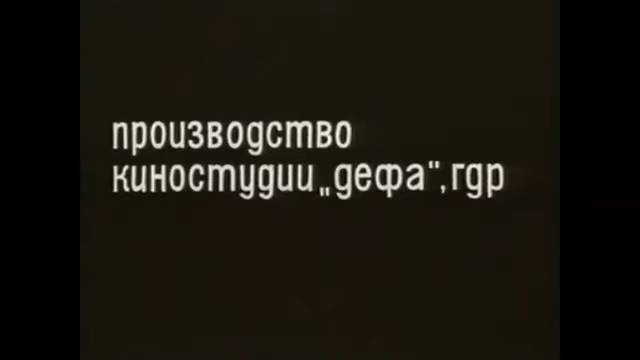 производство
киностудии „дефа", гдр